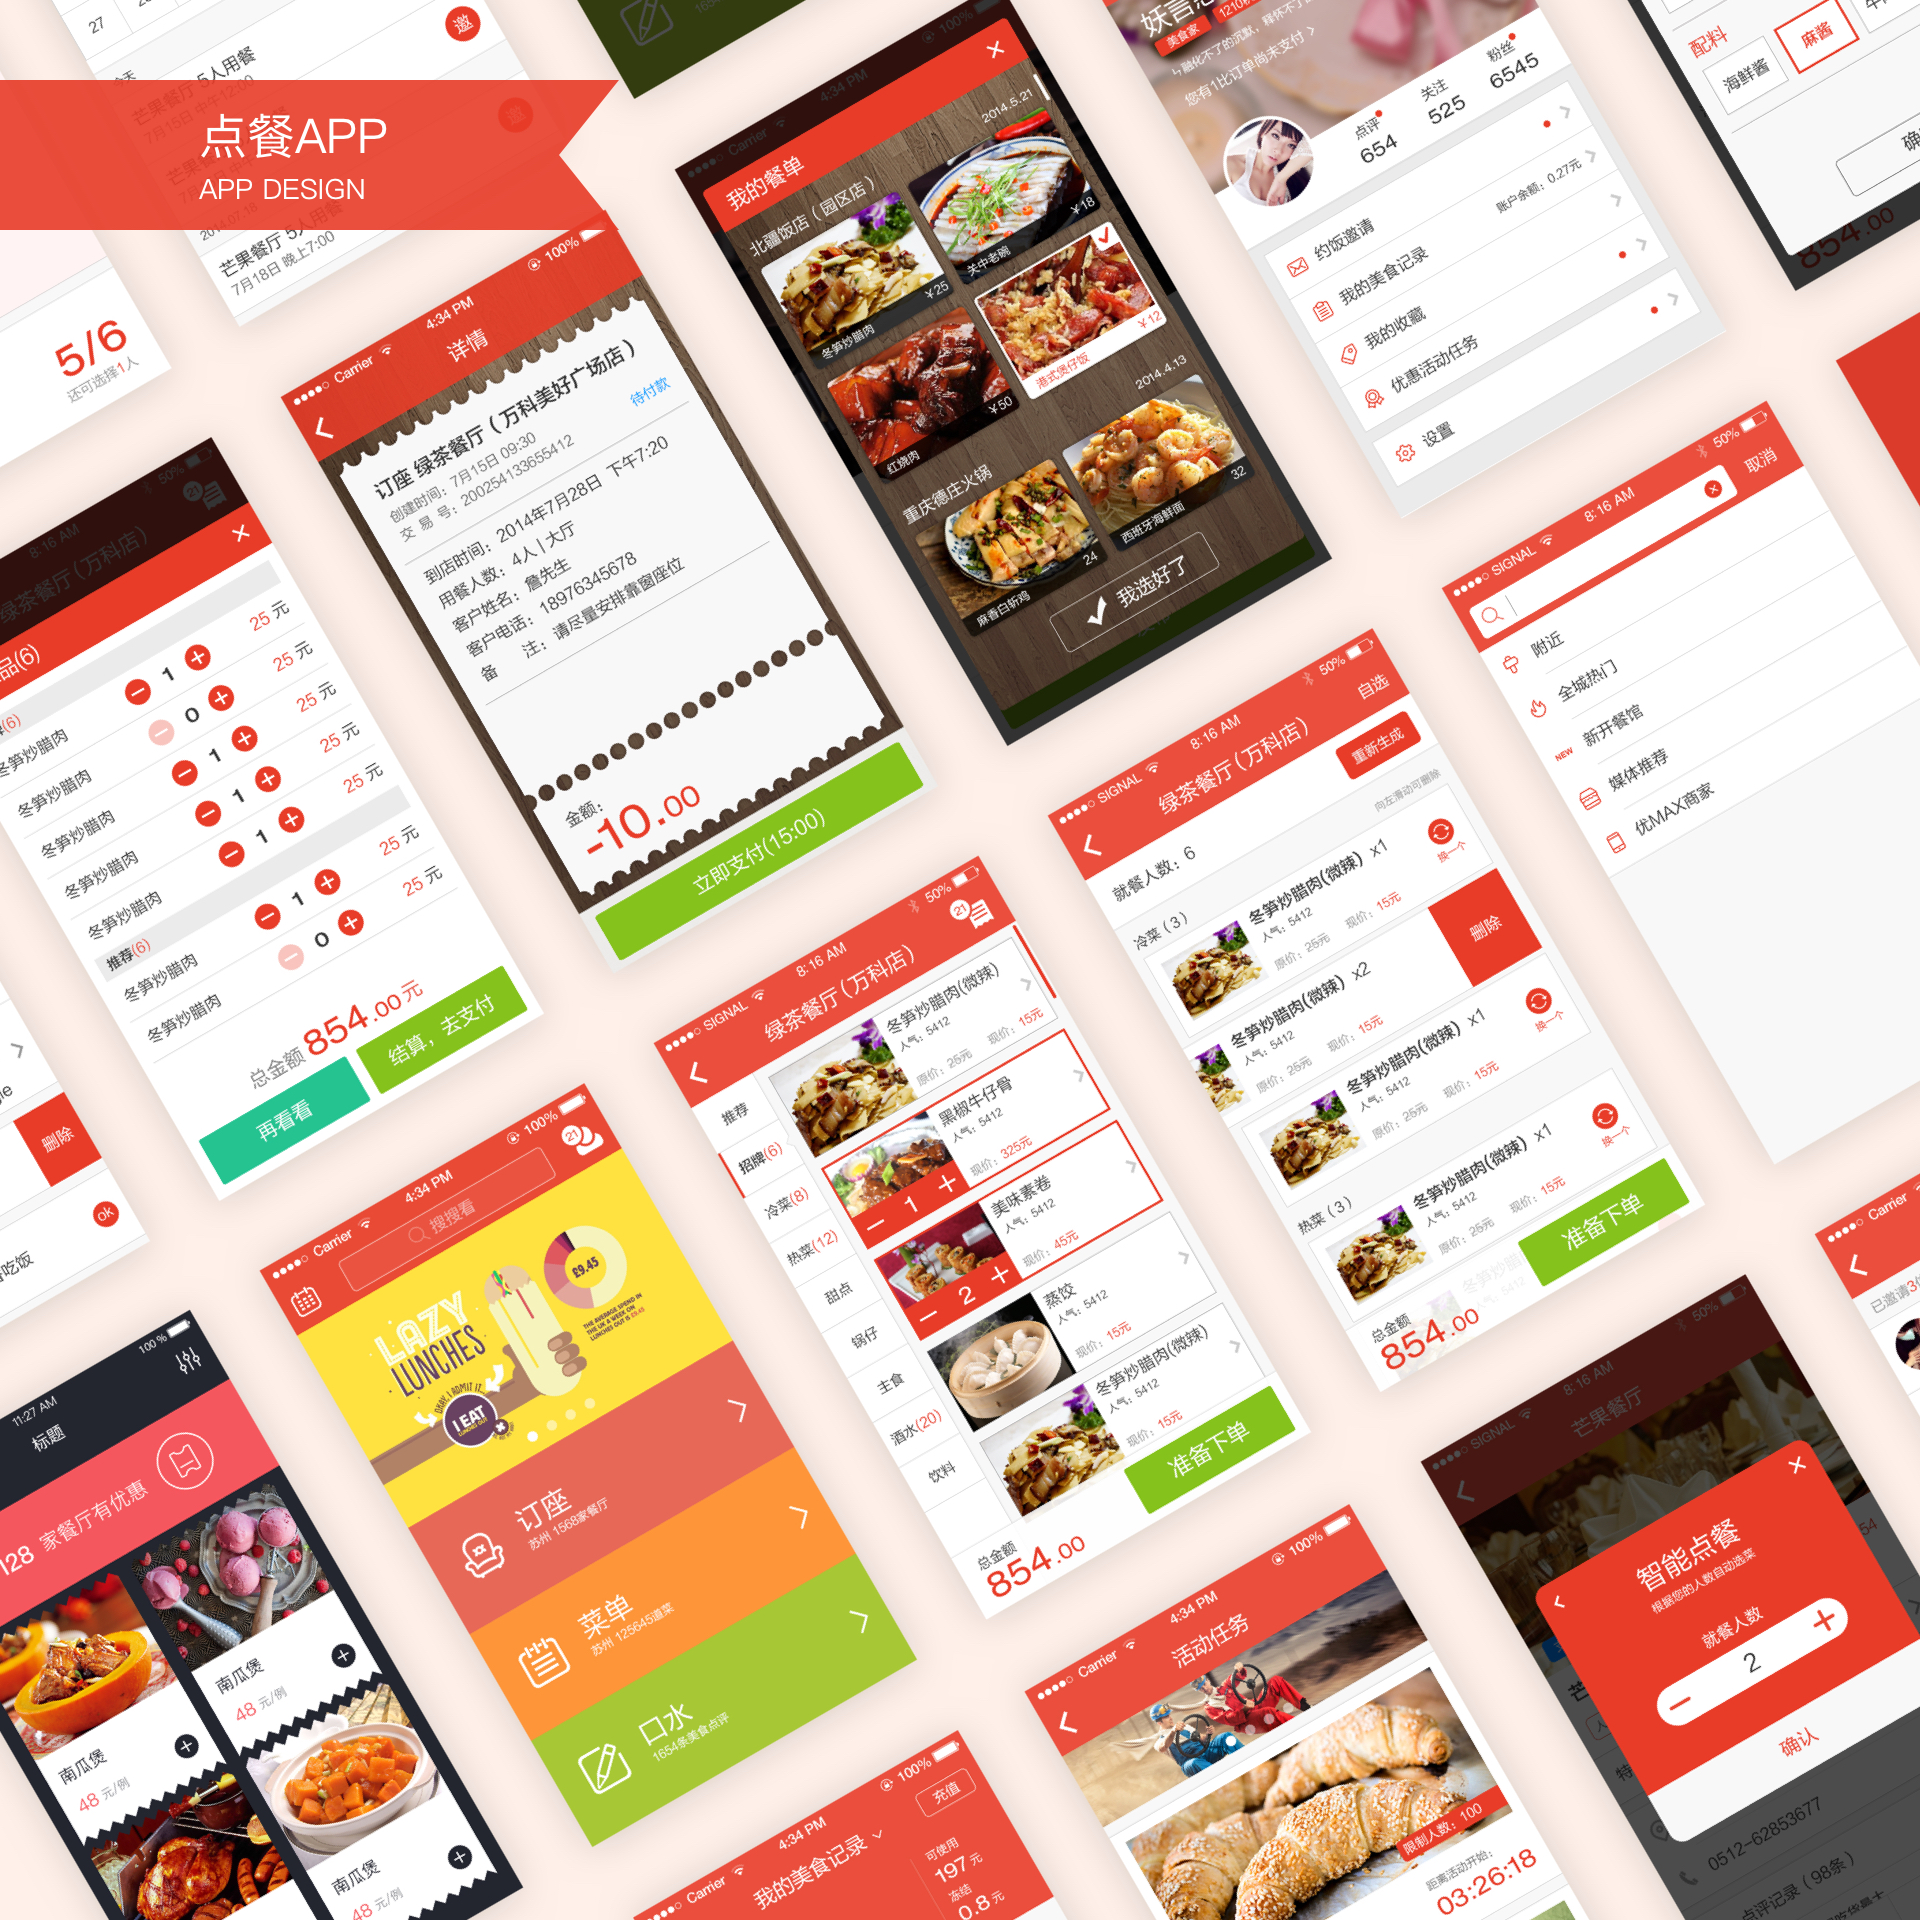 点餐APP
APP DESIGN
27
芒果餐厅 5人用餐
7月15日 中午12:00
邀
邀
2014.07.18
芒果餐厅 5人用餐
7月18日 晚上7:00
5/6
还可选择1人
1654
Carrier
4:34 PM
100%
详情
订座 绿茶餐厅（万科美好广场店）
创建时间：7月15日 09:30
待付款
交 易 号：200254133655412
到店时间：2014年7月28日 下午7:20
用餐人数：4人 | 大厅
客户姓名：詹先生
客户电话：18976345678
备 注：请尽量安排靠窗座位
金额：
-10.00
立即支付(15:00)
Carrier
4:34 PM
100%
我的餐单
2014.5.21
北疆饭店（园区店）
冬笋炒腊肉
¥25
关中老碗
¥18
红烧肉
¥50
港式煲仔饭
¥12
2014.4.13
重庆德庄火锅
麻香白斩鸡
24
西班牙海鲜面
32
我选好了
美食家
您有1比订单尚未支付
点评
654
关注
525
粉丝
6545
账户余额：0.27元
约饭邀请
我的美食记录
我的收藏
优惠活动任务
设置
配料
海鲜酱
麻酱
854.00
8:16 AM
50%
21
绿茶餐厅（万科店）
品(6)
(6)
冬笋炒腊肉
1
25 元
冬笋炒腊肉
0
25 元
冬笋炒腊肉
1
25 元
冬笋炒腊肉
1
25 元
冬笋炒腊肉
1
25 元
推荐(6)
冬笋炒腊肉
1
25 元
冬笋炒腊肉
0
25 元
总金额 854.00元
再看看
结算，去支付
删除
ok
吃饭
SIGNAL
8:16 AM
50%
取消
附近
全城热门
NEW
新开餐馆
媒体推荐
优MAX商家
SIGNAL
8:16 AM
50%
绿茶餐厅（万科店）
自选
就餐人数：6
重新生成
向左滑动可删除
冷菜（3）
冬笋炒腊肉(微辣) x1
人气：5412
原价：25元
现价：15元
换一个
冬笋炒腊肉(微辣) x2
人气：5412
原价：25元
现价：15元
删除
冬笋炒腊肉(微辣) x1
人气：5412
原价：25元
现价：15元
换一个
热菜（3）
冬笋炒腊肉(微辣) x1
人气：5412
原价：25元
现价：15元
换一个
总金额
854.00
准备下单
SIGNAL
8:16 AM
50%
绿茶餐厅（万科店）
21
推荐
招牌(6)
冷菜(8)
热菜(12)
甜点
锅仔
主食
酒水(20)
饮料
冬笋炒腊肉(微辣)
人气：5412
原价：25元
现价：15元
黑椒牛仔骨
人气：5412
现价：325元
1
美味素卷
人气：5412
现价：45元
2
蒸饺
人气：5412
现价：15元
冬笋炒腊肉(微辣)
人气：5412
现价：15元
总金额
854.00
准备下单
Carrier
4:34 PM
100%
搜搜看
21
LAZY
LUNCHES
OKAY, I ADMIT IT
I EAT
£9.45
THE AVERAGE SPEND IN
THE UK A WEEK ON
LUNCHES OUT IS £9.45
订座
苏州 1568家餐厅
菜单
苏州 125645道菜
口水
1654条美食点评
11:27 AM
100 %
标题
128 家餐厅有优惠
南瓜煲
48 元/例
南瓜煲
48 元/例
南瓜煲
48 元/例
Carrier
4:34 PM
100%
我的美食记录
充值
可使用
197 元
冻结
0.8 元
Carrier
4:34 PM
100%
活动任务
限制人数：100
距离活动开始：
03:26:18
SIGNAL
8:16 AM
50%
芒果餐厅
智能点餐
根据您的人数自动选菜
就餐人数
2
确认
0512-62853677
点评记录（98条）
Carrier
已邀请3